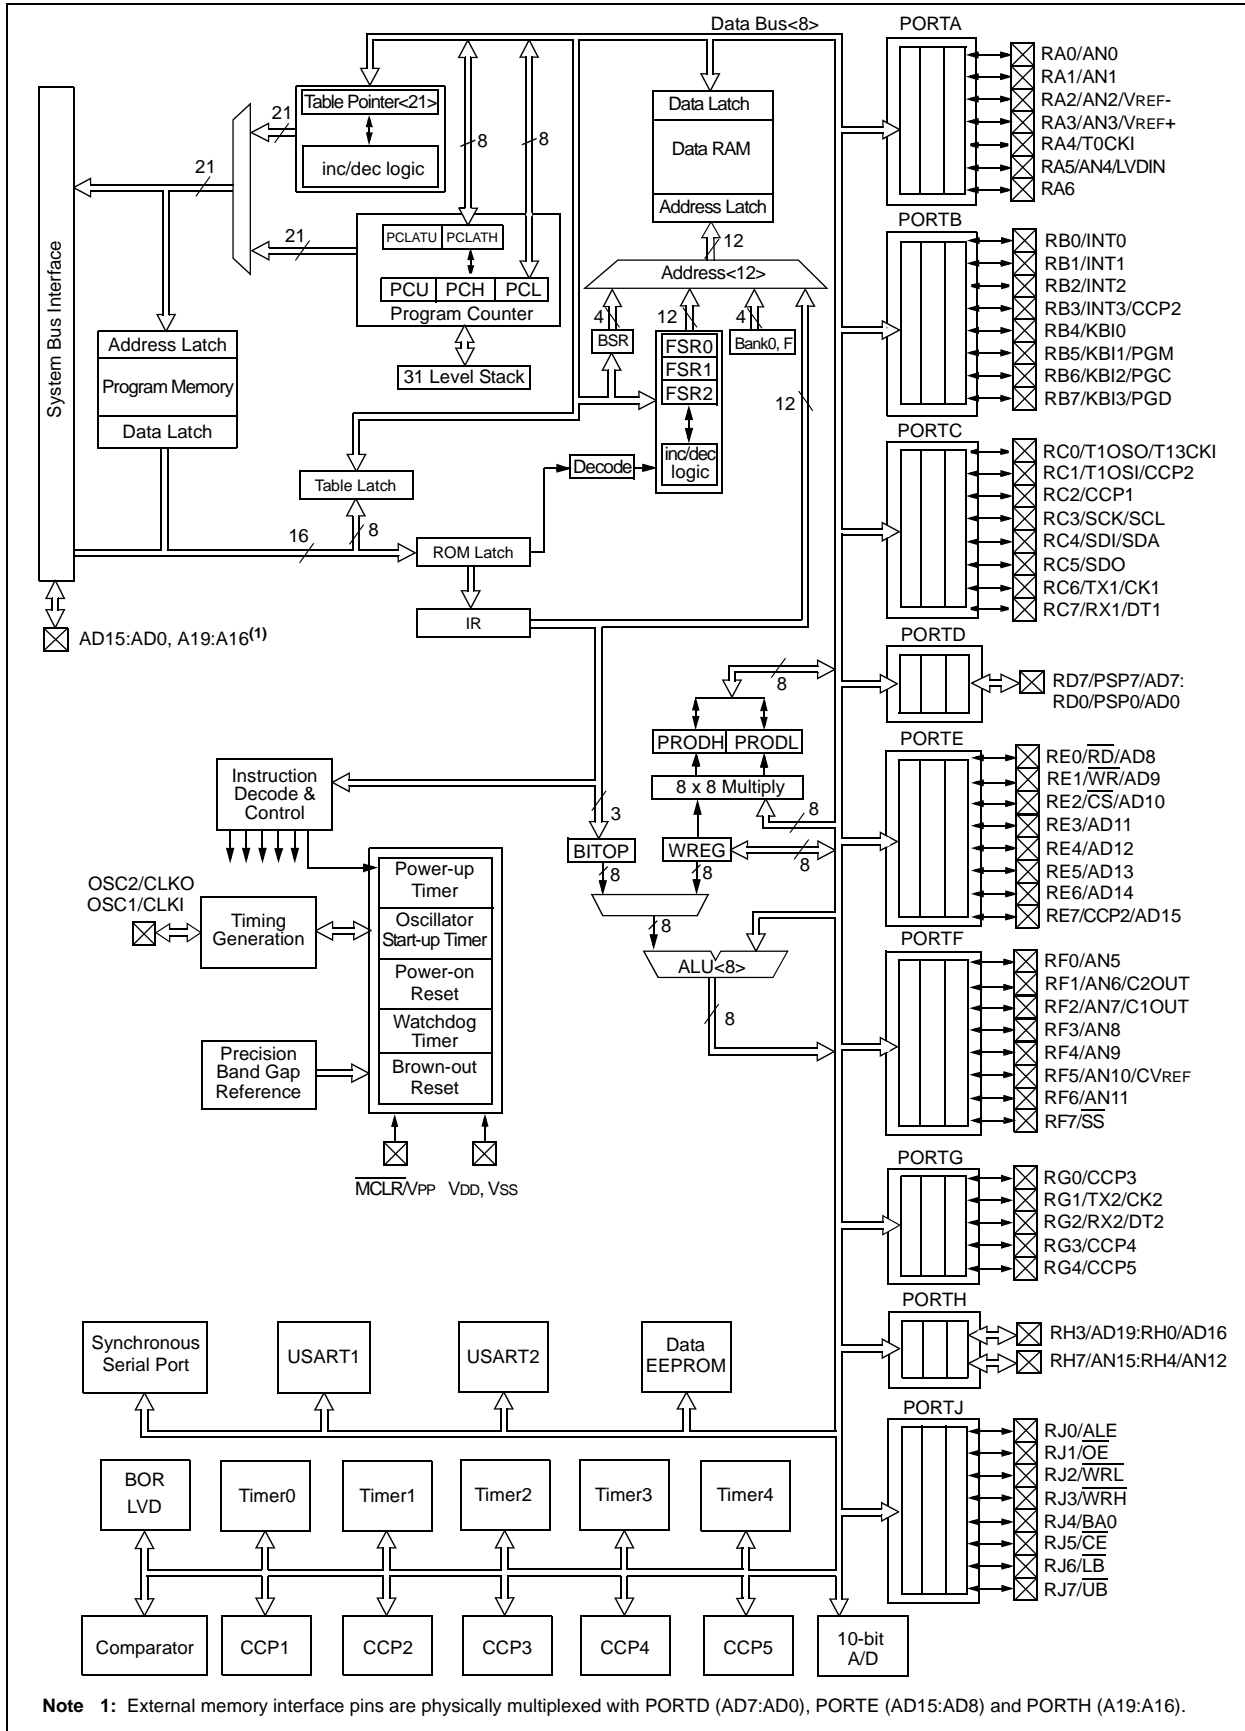 Data Bus<8>
Table Pointer<21>
inc/dec logic
21
21
21
8
8
PCLATU
PCLATH
PCU
PCH
PCL
Program Counter
31 Level Stack
System Bus Interface
Address Latch
Program Memory
Data Latch
Table Latch
16
8
ROM Latch
IR
AD15:AD0, A19:A16(1)
Data Latch
Data RAM
Address Latch
12
Address<12>
4
12
4
BSR
FSR0
FSR1
FSR2
Bank0, F
inc/dec
logic
Decode
12
8
PRODH
PRODL
8 x 8 Multiply
8
3
BITOP
WREG
8
8
8
8
ALU<8>
8
Instruction
Decode &
Control
OSC2/CLKO
OSC1/CLKI
Timing
Generation
Power-up
Timer
Oscillator
Start-up Timer
Power-on
Reset
Watchdog
Timer
Brown-out
Reset
Precision
Band Gap
Reference
MCLR/VPP
VDD, VSS
Synchronous
Serial Port
USART1
USART2
Data
EEPROM
BOR
LVD
Timer0
Timer1
Timer2
Timer3
Timer4
Comparator
CCP1
CCP2
CCP3
CCP4
CCP5
10-bit
A/D
PORTA
RA0/AN0
RA1/AN1
RA2/AN2/VREF-
RA3/AN3/VREF+
RA4/T0CKI
RA5/AN4/LVDIN
RA6
PORTB
RB0/INT0
RB1/INT1
RB2/INT2
RB3/INT3/CCP2
RB4/KBI0
RB5/KBI1/PGM
RB6/KBI2/PGC
RB7/KBI3/PGD
PORTC
RC0/T1OSO/T13CKI
RC1/T1OSI/CCP2
RC2/CCP1
RC3/SCK/SCL
RC4/SDI/SDA
RC5/SDO
RC6/TX1/CK1
RC7/RX1/DT1
PORTD
RD7/PSP7/AD7:
RD0/PSP0/AD0
PORTE
RE0/RD/AD8
RE1/WR/AD9
RE2/CS/AD10
RE3/AD11
RE4/AD12
RE5/AD13
RE6/AD14
RE7/CCP2/AD15
PORTF
RF0/AN5
RF1/AN6/C2OUT
RF2/AN7/C1OUT
RF3/AN8
RF4/AN9
RF5/AN10/CVREF
RF6/AN11
RF7/SS
PORTG
RG0/CCP3
RG1/TX2/CK2
RG2/RX2/DT2
RG3/CCP4
RG4/CCP5
PORTH
RH3/AD19:RH0/AD16
RH7/AN15:RH4/AN12
PORTJ
RJ0/ALE
RJ1/OE
RJ2/WRL
RJ3/WRH
RJ4/BA0
RJ5/CE
RJ6/LB
RJ7/UB
Note 1: External memory interface pins are physically multiplexed with PORTD (AD7:AD0), PORTE (AD15:AD8) and PORTH (A19:A16).